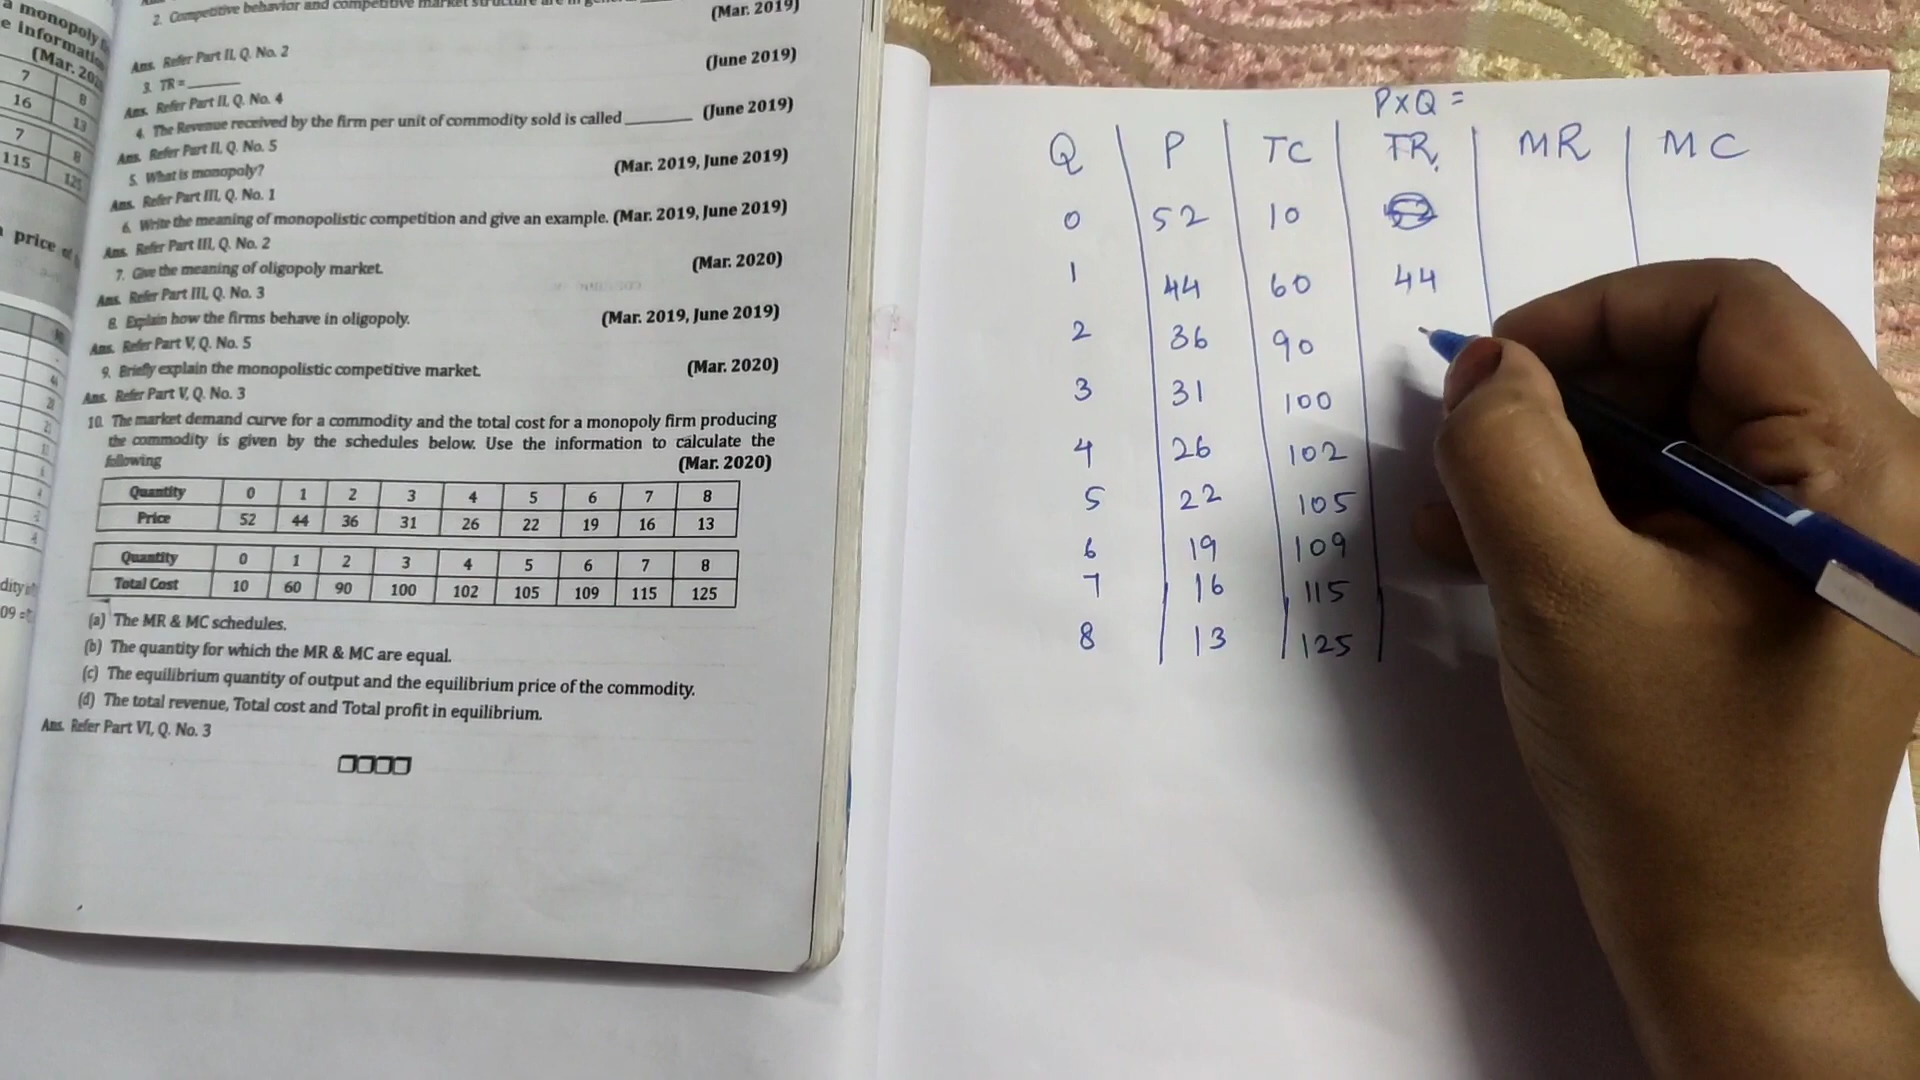 a monopoly
e informatio
(Mar. 20
7 8
16 13
7 8
115 125
price of
2. Competitive behavior and competitive market structure are in
(Mar. 2019)
Ans. Refer Part II, Q. No. 2
3. TR = ______ (June 2019)
Ans. Refer Part II, Q. No. 4
4. The Revenue received by the firm per unit of commodity sold is called ______ (June 2019)
Ans. Refer Part II, Q. No. 5
5. What is monopoly? (Mar. 2019, June 2019)
Ans. Refer Part III, Q. No. 1
6. Write the meaning of monopolistic competition and give an example. (Mar. 2019, June 2019)
Ans. Refer Part III, Q. No. 2
7. Give the meaning of oligopoly market. (Mar. 2020)
Ans. Refer Part III, Q. No. 3
8. Explain how the firms behave in oligopoly. (Mar. 2019, June 2019)
Ans. Refer Part V, Q. No. 5
9. Briefly explain the monopolistic competitive market. (Mar. 2020)
Ans. Refer Part V, Q. No. 3
10. The market demand curve for a commodity and the total cost for a monopoly firm producing
the commodity is given by the schedules below. Use the information to calculate the
following (Mar. 2020)
Quantity 0 1 2 3 4 5 6 7 8
Price 52 44 36 31 26 22 19 16 13
Quantity 0 1 2 3 4 5 6 7 8
Total Cost 10 60 90 100 102 105 109 115 125
(a) The MR & MC schedules.
(b) The quantity for which the MR & MC are equal.
(c) The equilibrium quantity of output and the equilibrium price of the commodity.
(d) The total revenue, Total cost and Total profit in equilibrium.
Ans. Refer Part VI, Q. No. 3
P×Q =
Q P TC TR MR MC
0 52 10
1 44 60 44
2 36 90
3 31 100
4 26 102
5 22 105
6 19 109
7 16 115
8 13 125